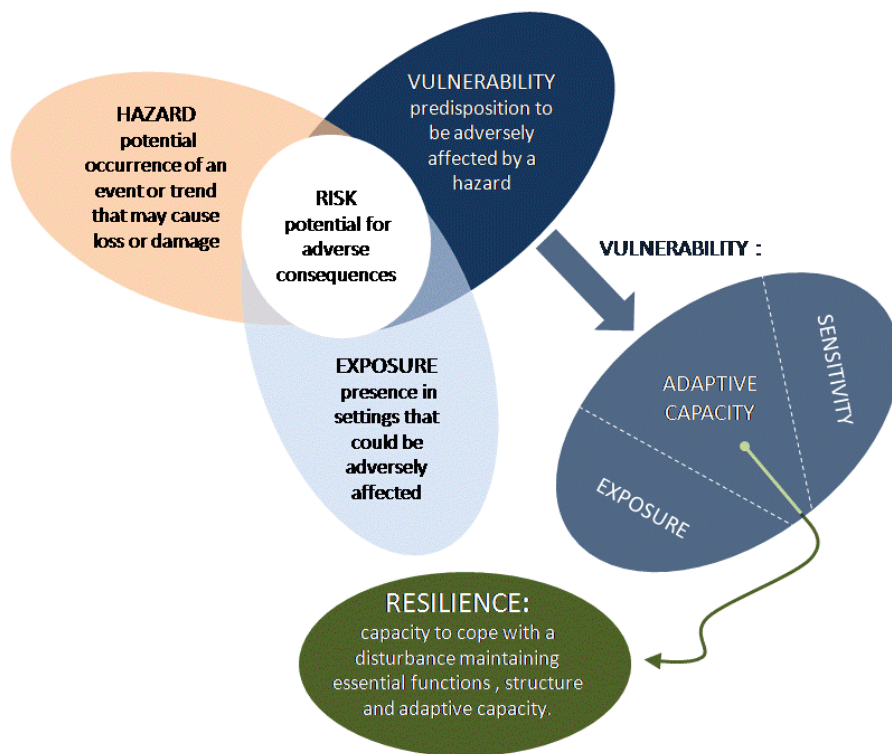 HAZARD
potential
occurrence of an
event or trend
that may cause
loss or damage
VULNERABILITY
predisposition to
be adversely
affected by a
hazard
RISK
potential for
adverse
consequences
EXPOSURE
presence in
settings that
could be
adversely
affected
VULNERABILITY :
SENSITIVITY
ADAPTIVE
CAPACITY
EXPOSURE
RESILIENCE:
capacity to cope with a
disturbance maintaining
essential functions , structure
and adaptive capacity.